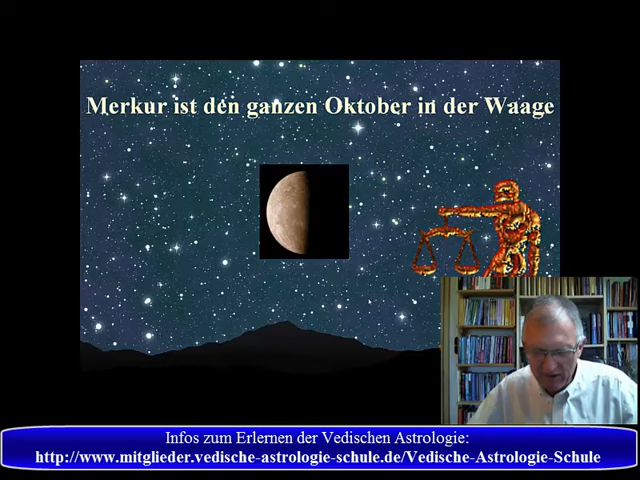 Merkur ist den ganzen Oktober in der Waage
Infos zum Erlernen der Vedischen Astrologie:
http://www.mitglieder.vedische-astrologie-schule.de/Vedische-Astrologie-Schule